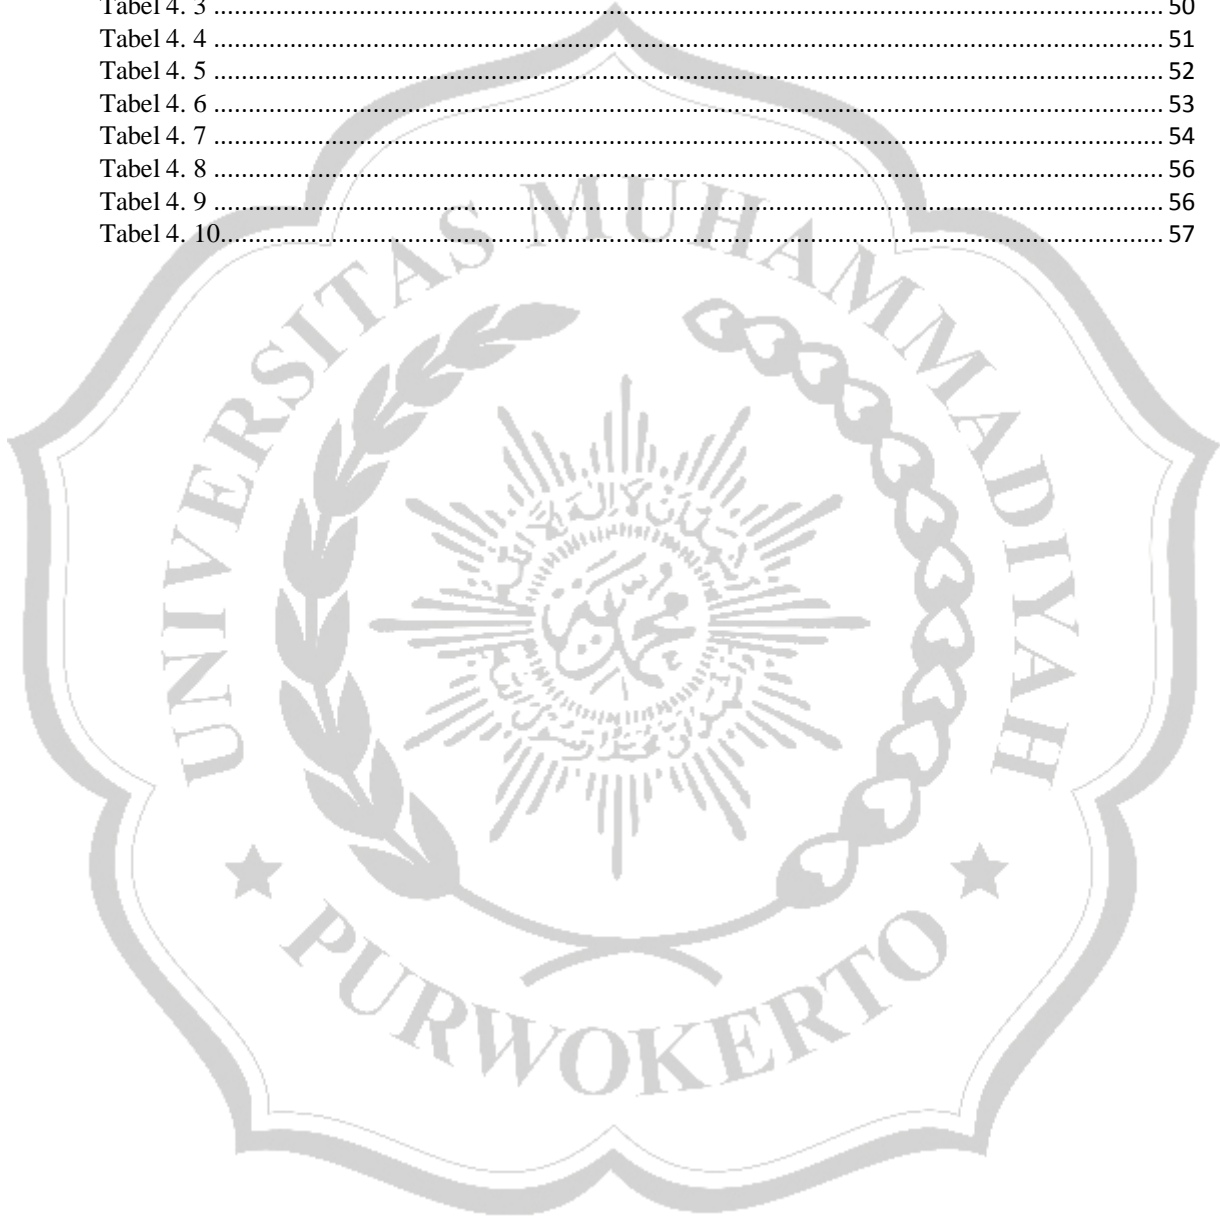 Tabel 4. 3 ........................................................ 50
Tabel 4. 4 ........................................................ 51
Tabel 4. 5 ........................................................ 52
Tabel 4. 6 ........................................................ 53
Tabel 4. 7 ........................................................ 54
Tabel 4. 8 ........................................................ 56
Tabel 4. 9 ........................................................ 56
Tabel 4. 10........................................................ 57
UNIVERSITAS MUHAMMADIYAH
PURWOKERTO